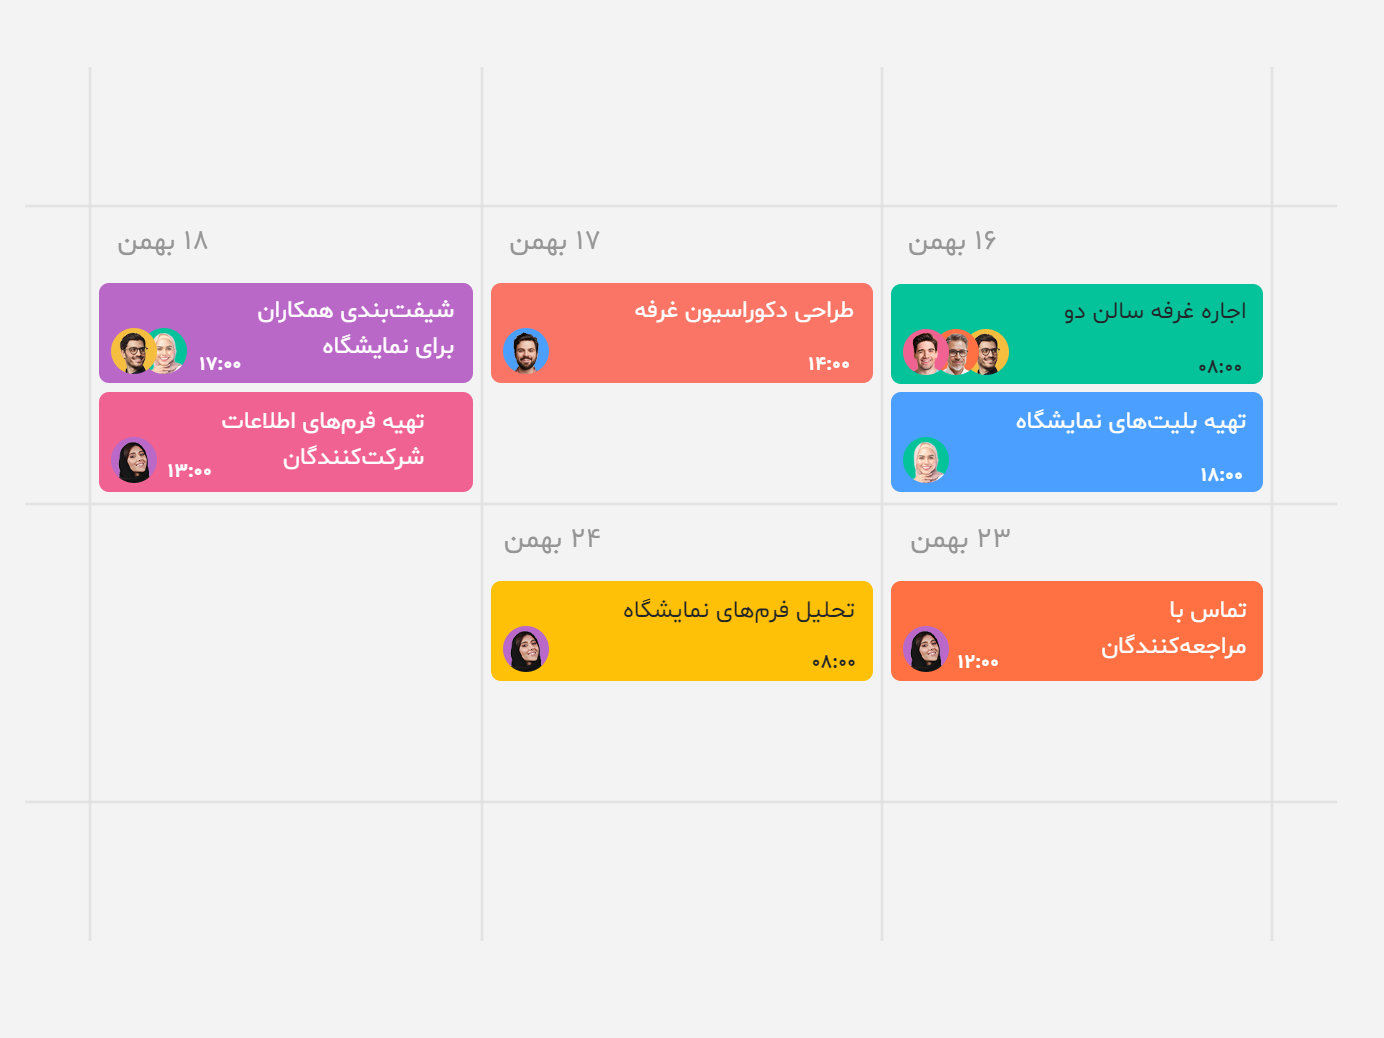 ۱۶ بهمن
اجاره غرفه سالن دو
۰۸:۰۰
تهیه بلیت‌های نمایشگاه
۱۸:۰۰
۱۷ بهمن
طراحی دکوراسیون غرفه
۱۴:۰۰
۱۸ بهمن
شیفت‌بندی همکاران
برای نمایشگاه
۱۷:۰۰
تهیه فرم‌های اطلاعات
شرکت‌کنندگان
۱۳:۰۰
۲۳ بهمن
تماس با
مراجعه‌کنندگان
۱۲:۰۰
۲۴ بهمن
تحلیل فرم‌های نمایشگاه
۰۸:۰۰